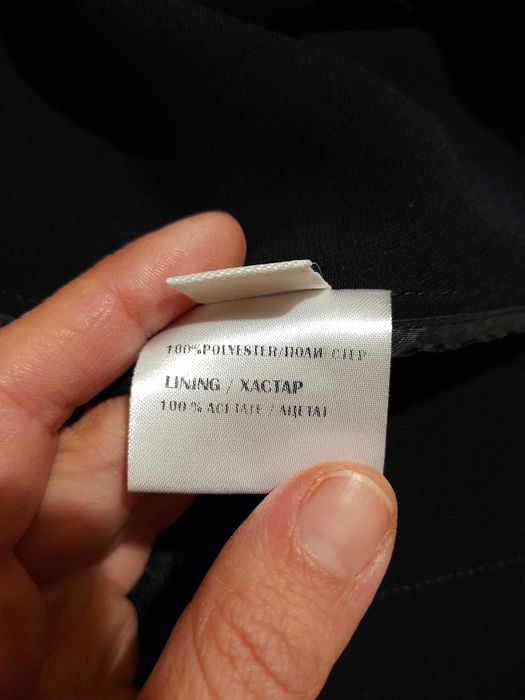 100%POLYESTER/ПОЛИЕСТЕР
LINING / ХАСТАР
100 % ACETATE / АЦЕТАТ